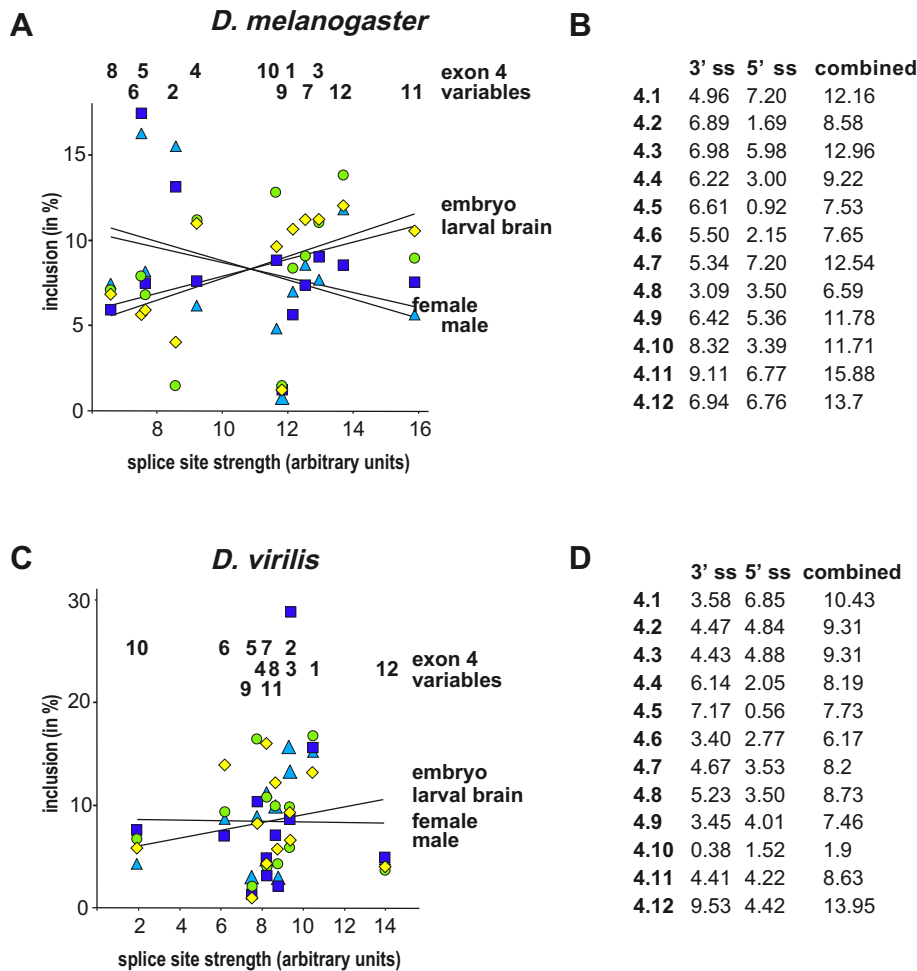 A
D. melanogaster
8 5 4 10 1 3 exon 4
6 2 9 7 12 11 variables
15
10
5
0
inclusion (in %)
embryo
larval brain
female
male
8 10 12 14 16
splice site strength (arbitrary units)
B
3’ ss 5’ ss combined
4.1 4.96 7.20 12.16
4.2 6.89 1.69 8.58
4.3 6.98 5.98 12.96
4.4 6.22 3.00 9.22
4.5 6.61 0.92 7.53
4.6 5.50 2.15 7.65
4.7 5.34 7.20 12.54
4.8 3.09 3.50 6.59
4.9 6.42 5.36 11.78
4.10 8.32 3.39 11.71
4.11 9.11 6.77 15.88
4.12 6.94 6.76 13.7
C
D. virilis
30
20
10
0
inclusion (in %)
10 6 5 7 2
4 8 3 1 12 exon 4
9 11 variables
embryo
larval brain
female
male
2 4 6 8 10 12 14
splice site strength (arbitrary units)
D
3’ ss 5’ ss combined
4.1 3.58 6.85 10.43
4.2 4.47 4.84 9.31
4.3 4.43 4.88 9.31
4.4 6.14 2.05 8.19
4.5 7.17 0.56 7.73
4.6 3.40 2.77 6.17
4.7 4.67 3.53 8.2
4.8 5.23 3.50 8.73
4.9 3.45 4.01 7.46
4.10 0.38 1.52 1.9
4.11 4.41 4.22 8.63
4.12 9.53 4.42 13.95